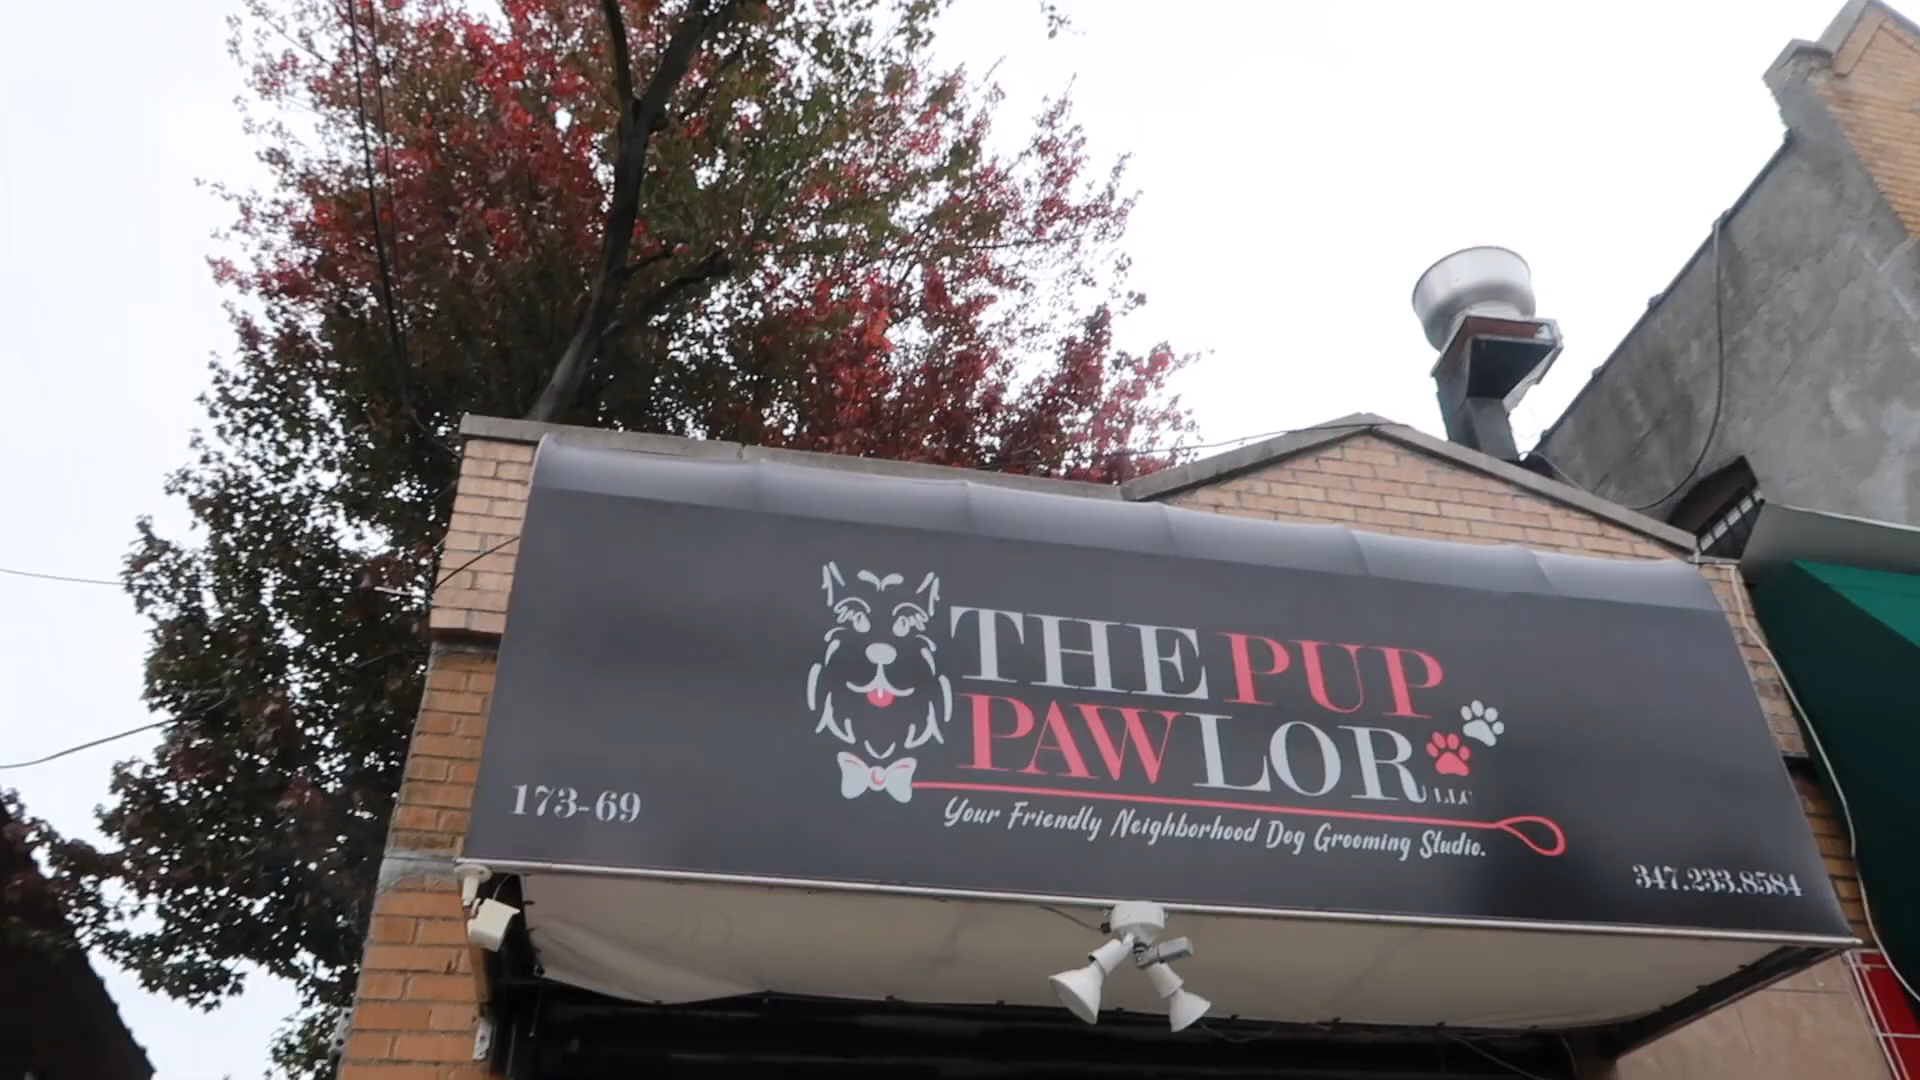 THE PUP
PAWLOR LLC
Your Friendly Neighborhood Dog Grooming Studio.
173-69
347.233.8584